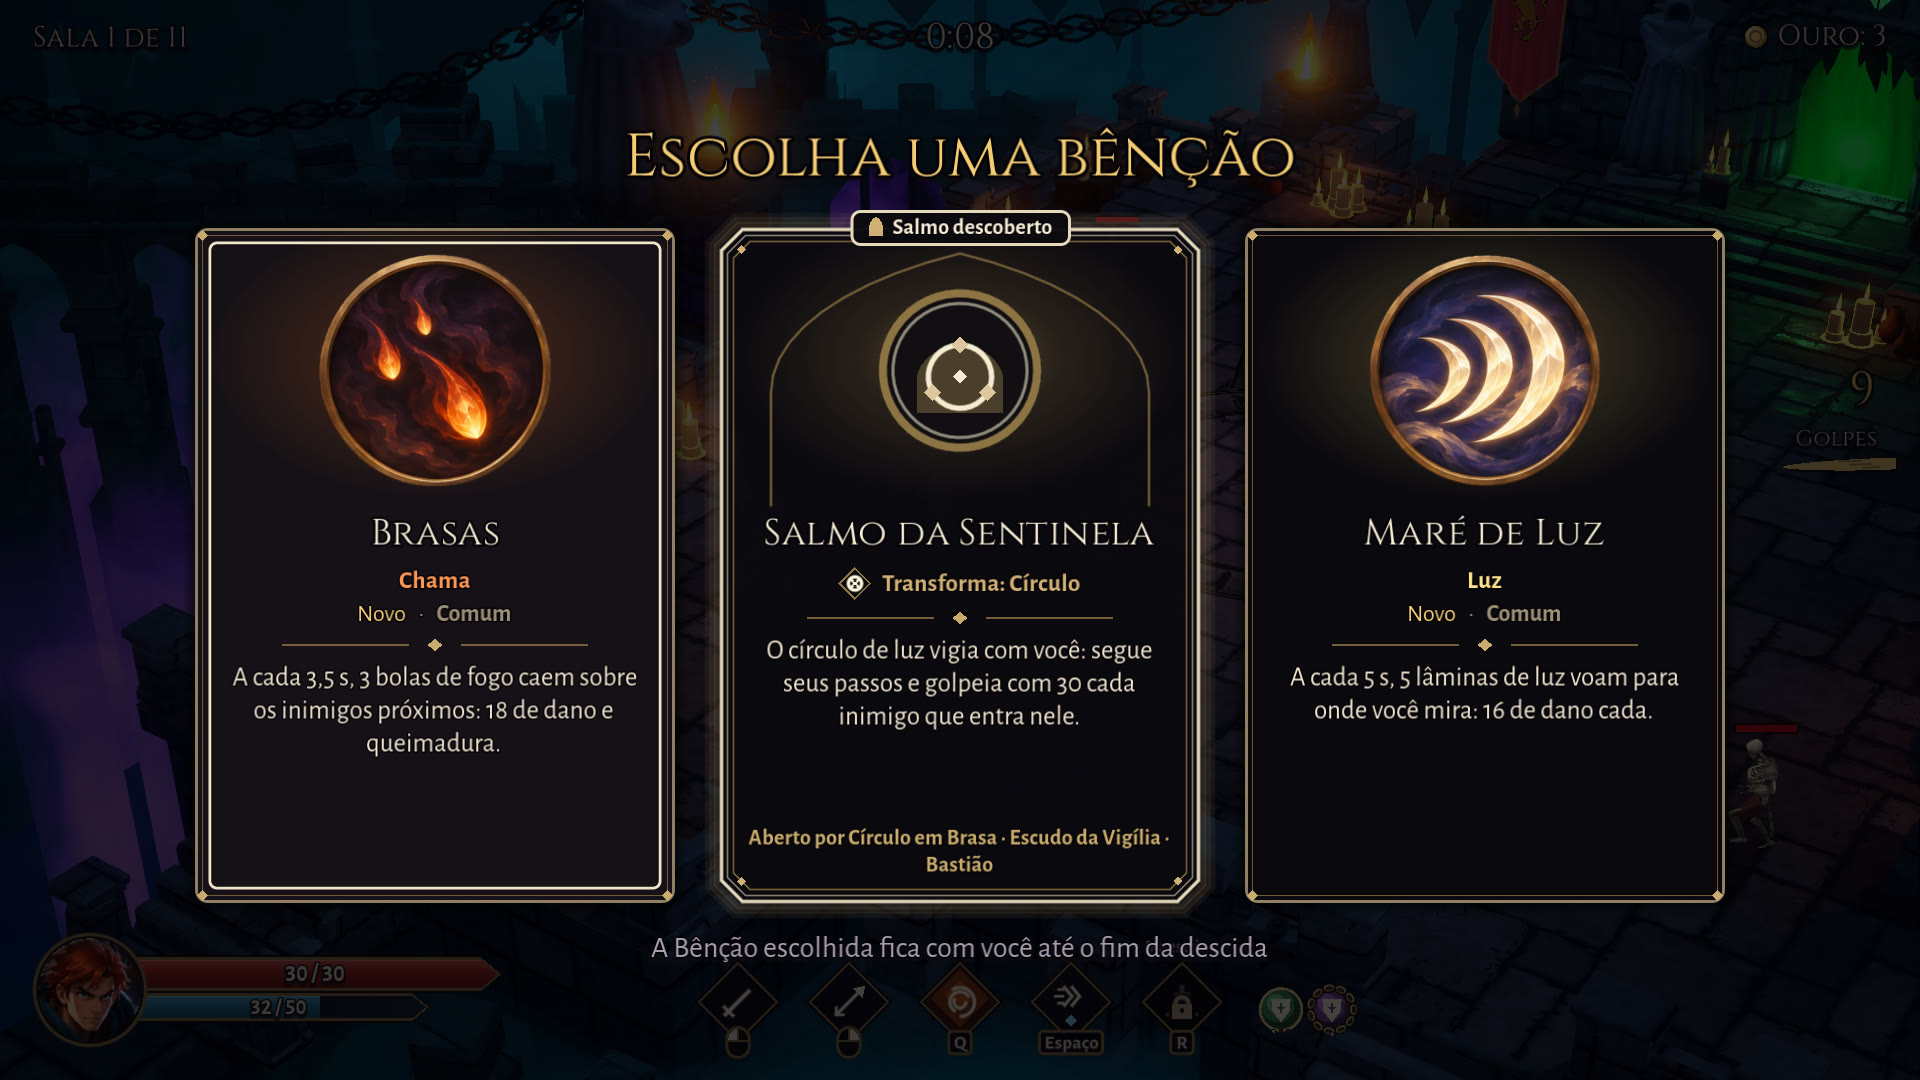 Sala 1 de 11
0:08
Ouro: 3
Escolha uma bênção
Salmo descoberto
Brasas
Chama
Novo · Comum
A cada 3,5 s, 3 bolas de fogo caem sobre
os inimigos próximos: 18 de dano e
queimadura.
Salmo da Sentinela
Transforma: Círculo
O círculo de luz vigia com você: segue
seus passos e golpeia com 30 cada
inimigo que entra nele.
Aberto por Círculo em Brasa · Escudo da Vigília ·
Bastião
Maré de Luz
Luz
Novo · Comum
A cada 5 s, 5 lâminas de luz voam para
onde você mira: 16 de dano cada.
9
Golpes
A Bênção escolhida fica com você até o fim da descida
30/30
32/50
Q
Espaço
R